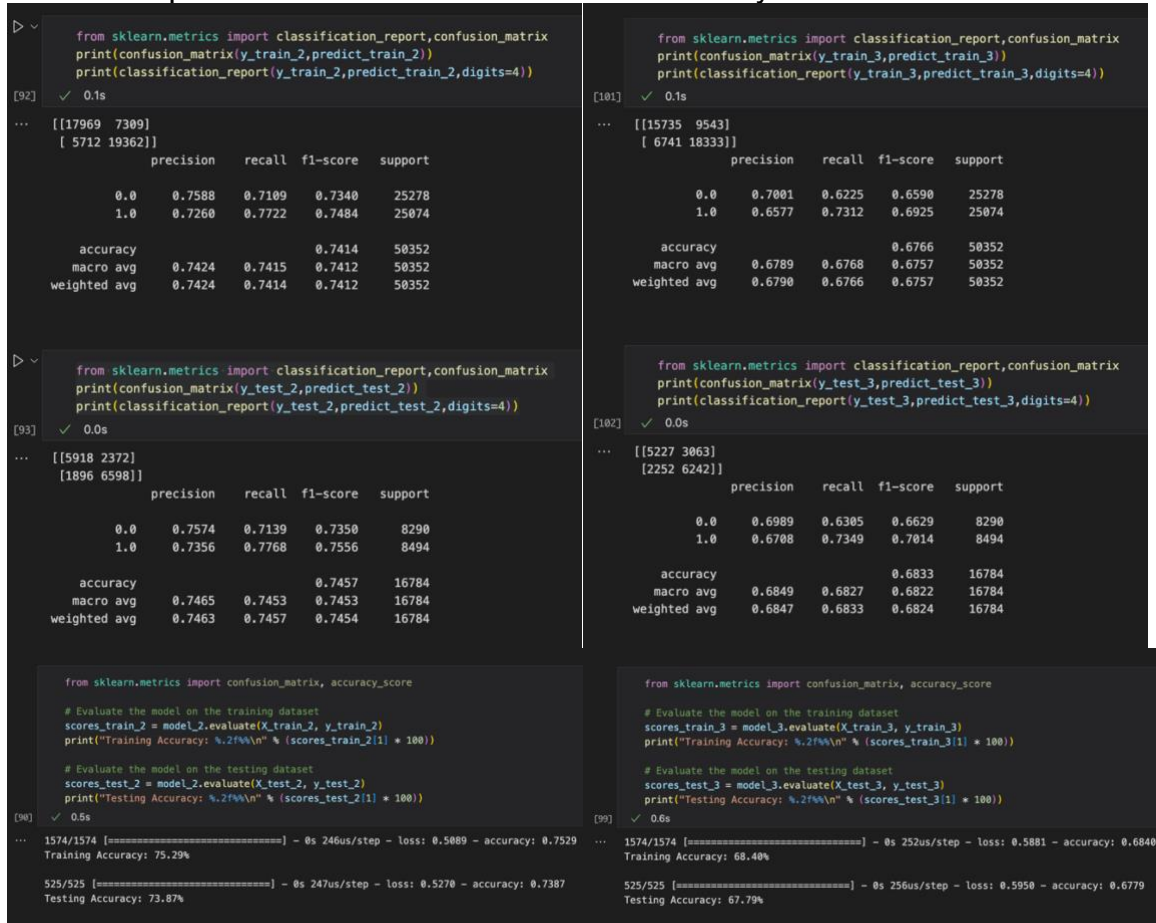 from sklearn.metrics import classification_report,confusion_matrix
print(confusion_matrix(y_train_2,predict_train_2))
print(classification_report(y_train_2,predict_train_2,digits=4))
[92] ✓ 0.1s
... [[17969 7309]
[ 5712 19362]]
precision recall f1-score support
0.0 0.7588 0.7109 0.7340 25278
1.0 0.7260 0.7722 0.7484 25074
accuracy 0.7414 50352
macro avg 0.7424 0.7415 0.7412 50352
weighted avg 0.7424 0.7414 0.7412 50352
from sklearn.metrics import classification_report,confusion_matrix
print(confusion_matrix(y_train_3,predict_train_3))
print(classification_report(y_train_3,predict_train_3,digits=4))
[101] ✓ 0.1s
... [[15735 9543]
[ 6741 18333]]
precision recall f1-score support
0.0 0.7001 0.6225 0.6590 25278
1.0 0.6577 0.7312 0.6925 25074
accuracy 0.6766 50352
macro avg 0.6789 0.6768 0.6757 50352
weighted avg 0.6790 0.6766 0.6757 50352
from sklearn.metrics import classification_report,confusion_matrix
print(confusion_matrix(y_test_2,predict_test_2))
print(classification_report(y_test_2,predict_test_2,digits=4))
[93] ✓ 0.0s
... [[5918 2372]
[1896 6598]]
precision recall f1-score support
0.0 0.7574 0.7139 0.7350 8290
1.0 0.7356 0.7768 0.7556 8494
accuracy 0.7457 16784
macro avg 0.7465 0.7453 0.7453 16784
weighted avg 0.7463 0.7457 0.7454 16784
from sklearn.metrics import classification_report,confusion_matrix
print(confusion_matrix(y_test_3,predict_test_3))
print(classification_report(y_test_3,predict_test_3,digits=4))
[102] ✓ 0.0s
... [[5227 3063]
[2252 6242]]
precision recall f1-score support
0.0 0.6989 0.6305 0.6629 8290
1.0 0.6708 0.7349 0.7014 8494
accuracy 0.6833 16784
macro avg 0.6849 0.6827 0.6822 16784
weighted avg 0.6847 0.6833 0.6824 16784
from sklearn.metrics import confusion_matrix, accuracy_score
# Evaluate the model on the training dataset
scores_train_2 = model_2.evaluate(X_train_2, y_train_2)
print("Training Accuracy: %.2f%%\n" % (scores_train_2[1] * 100))
# Evaluate the model on the testing dataset
scores_test_2 = model_2.evaluate(X_test_2, y_test_2)
print("Testing Accuracy: %.2f%%\n" % (scores_test_2[1] * 100))
[90] ✓ 0.5s
... 1574/1574 [==============================] - 0s 246us/step - loss: 0.5089 - accuracy: 0.7529
Training Accuracy: 75.29%
525/525 [==============================] - 0s 247us/step - loss: 0.5270 - accuracy: 0.7387
Testing Accuracy: 73.87%
from sklearn.metrics import confusion_matrix, accuracy_score
# Evaluate the model on the training dataset
scores_train_3 = model_3.evaluate(X_train_3, y_train_3)
print("Training Accuracy: %.2f%%\n" % (scores_train_3[1] * 100))
# Evaluate the model on the testing dataset
scores_test_3 = model_3.evaluate(X_test_3, y_test_3)
print("Testing Accuracy: %.2f%%\n" % (scores_test_3[1] * 100))
[99] ✓ 0.6s
... 1574/1574 [==============================] - 0s 252us/step - loss: 0.5881 - accuracy: 0.6840
Training Accuracy: 68.40%
525/525 [==============================] - 0s 256us/step - loss: 0.5950 - accuracy: 0.6779
Testing Accuracy: 67.79%